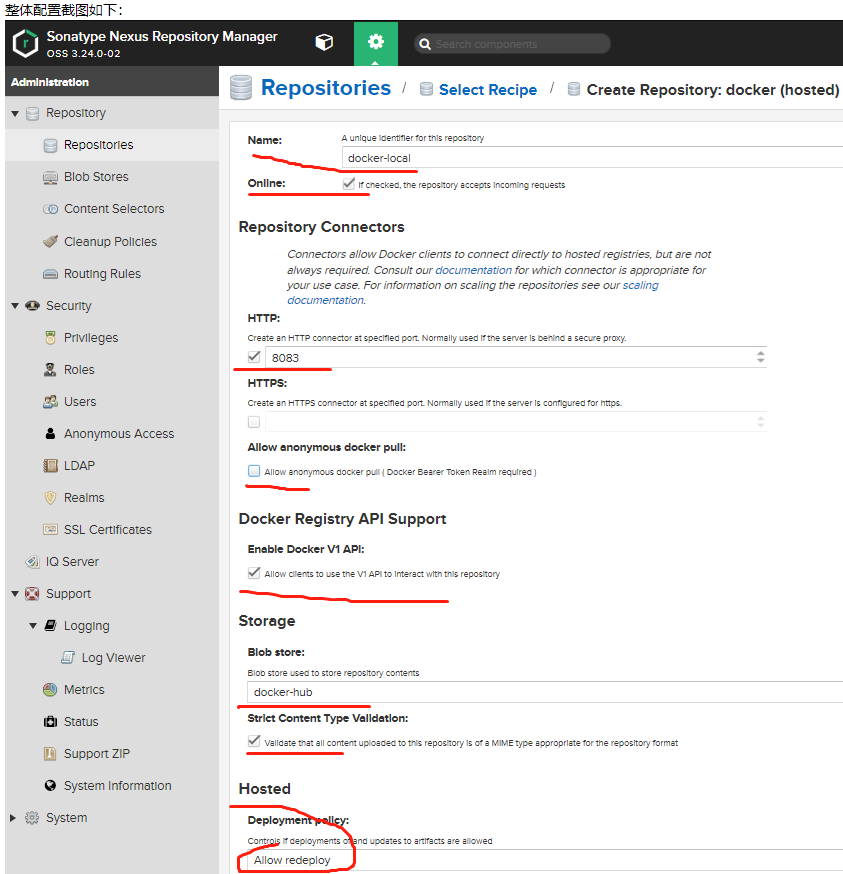 整体配置截图如下：
Sonatype Nexus Repository Manager
OSS 3.24.0-02
Search components
Administration
Repository
Repositories
Blob Stores
Content Selectors
Cleanup Policies
Routing Rules
Security
Privileges
Roles
Users
Anonymous Access
LDAP
Realms
SSL Certificates
IQ Server
Support
Logging
Log Viewer
Metrics
Status
Support ZIP
System Information
System
Repositories / Select Recipe / Create Repository: docker (hosted)
Name:
A unique identifier for this repository
docker-local
Online:
If checked, the repository accepts incoming requests
Repository Connectors
Connectors allow Docker clients to connect directly to hosted registries, but are not
always required. Consult our documentation for which connector is appropriate for
your use case. For information on scaling the repositories see our scaling
documentation.
HTTP:
Create an HTTP connector at specified port. Normally used if the server is behind a secure proxy.
8083
HTTPS:
Create an HTTPS connector at specified port. Normally used if the server is configured for https.
Allow anonymous docker pull:
Allow anonymous docker pull ( Docker Bearer Token Realm required )
Docker Registry API Support
Enable Docker V1 API:
Allow clients to use the V1 API to interact with this repository
Storage
Blob store:
Blob store used to store repository contents
docker-hub
Strict Content Type Validation:
Validate that all content uploaded to this repository is of a MIME type appropriate for the repository format
Hosted
Deployment policy:
Controls if deployments of and updates to artifacts are allowed
Allow redeploy